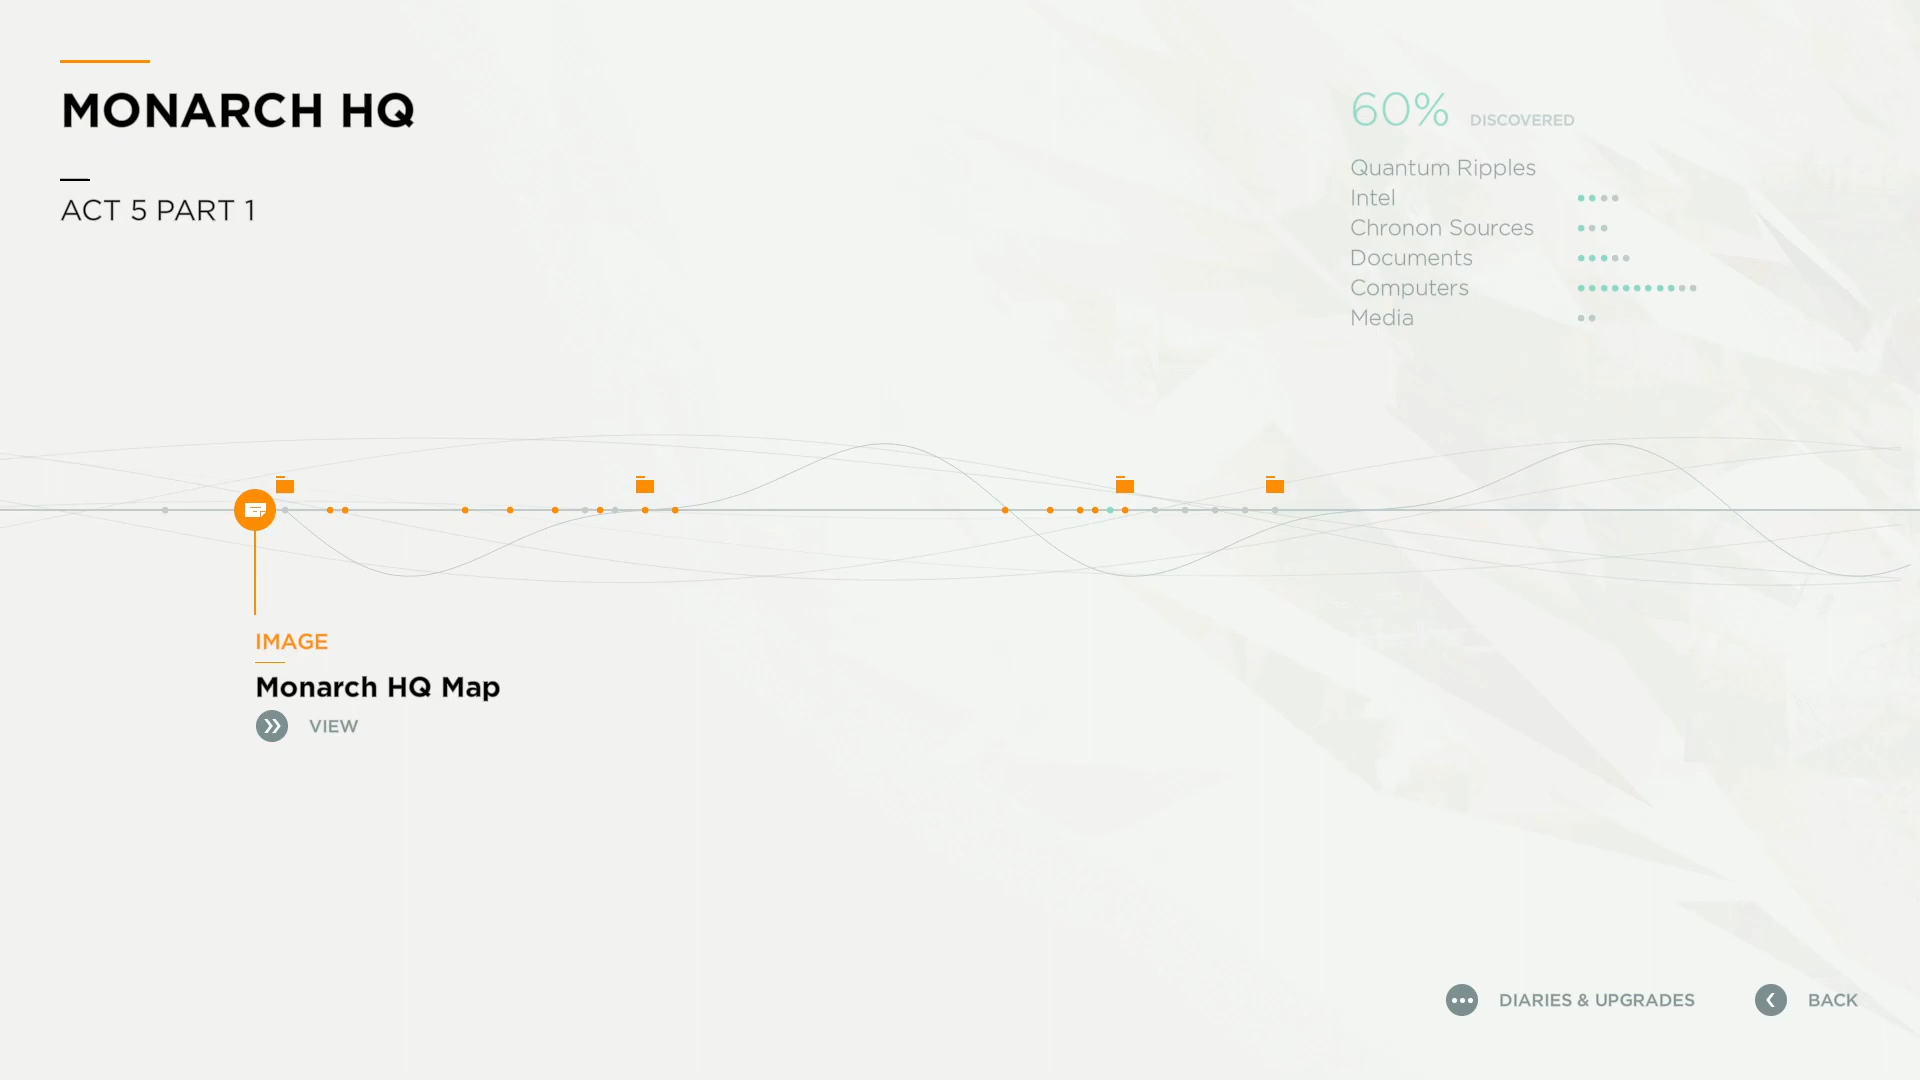 MONARCH HQ
ACT 5 PART 1
60% DISCOVERED
Quantum Ripples
Intel
Chronon Sources
Documents
Computers
Media
IMAGE
Monarch HQ Map
VIEW
DIARIES & UPGRADES
BACK